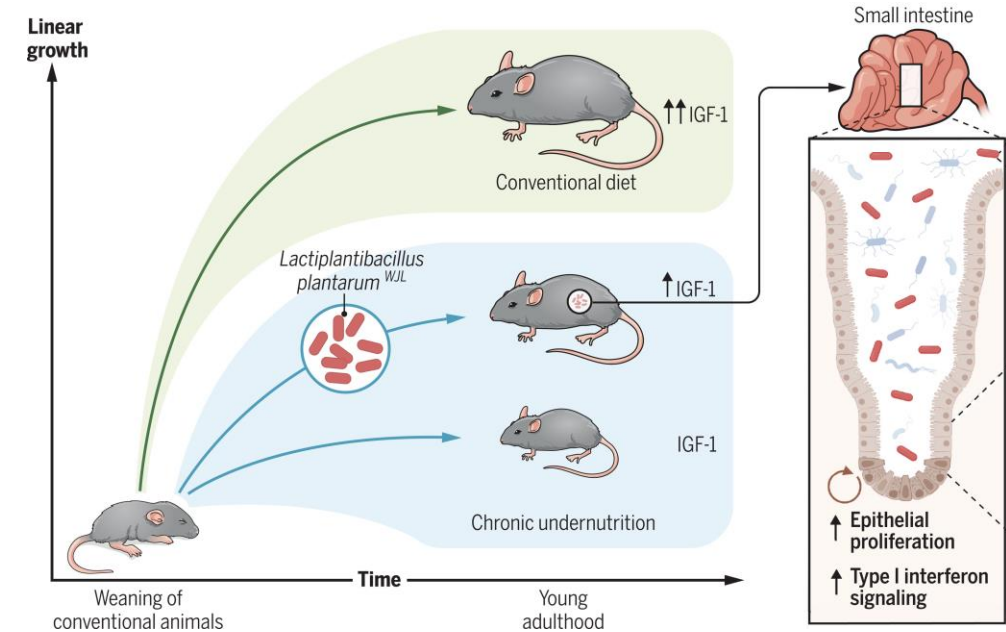 Linear
growth
↑↑ IGF-1
Conventional diet
Lactiplantibacillus
plantarum WJL
↑ IGF-1
IGF-1
Chronic undernutrition
Time
Weaning of
conventional animals
Young
adulthood
Small intestine
↑ Epithelial
proliferation
↑ Type I interferon
signaling